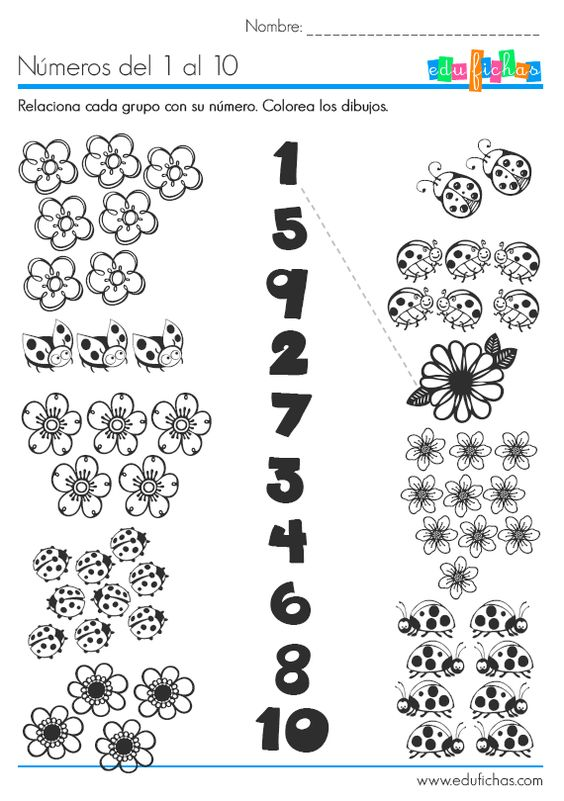 Nombre:___________________________
Números del 1 al 10
edufichas
Relaciona cada grupo con su número. Colorea los dibujos.
1
5
9
2
7
3
4
6
8
10
www.edufichas.com